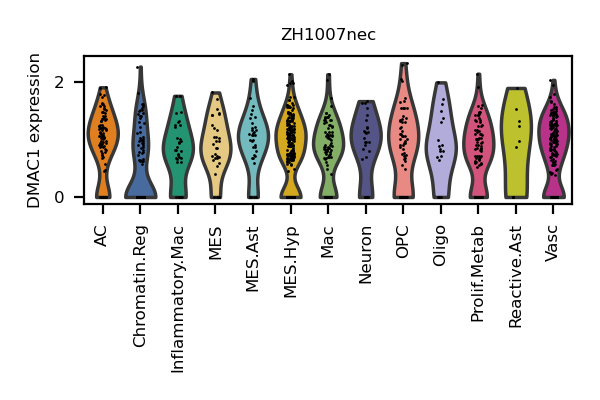 ZH1007nec
DMAC1 expression
2
0
AC
Chromatin.Reg
Inflammatory.Mac
MES
MES.Ast
MES.Hyp
Mac
Neuron
OPC
Oligo
Prolif.Metab
Reactive.Ast
Vasc